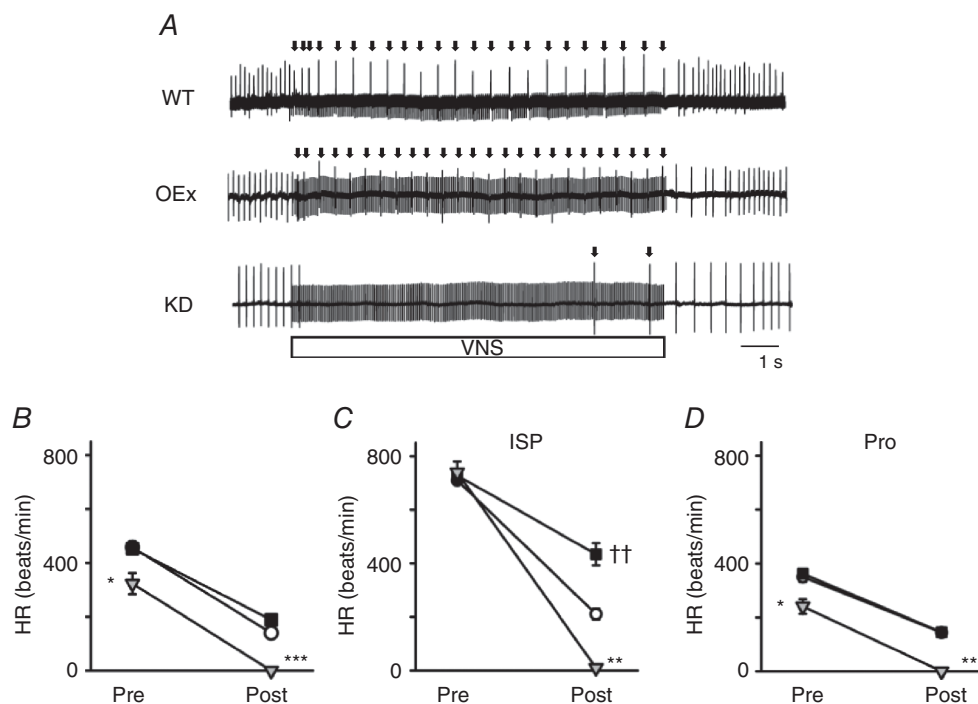 A
WT
OEx
KD
VNS
1 s
B
HR (beats/min)
800
400
0
*
***
Pre
Post
C
ISP
HR (beats/min)
800
400
0
††
**
Pre
Post
D
Pro
HR (beats/min)
800
400
0
*
**
Pre
Post